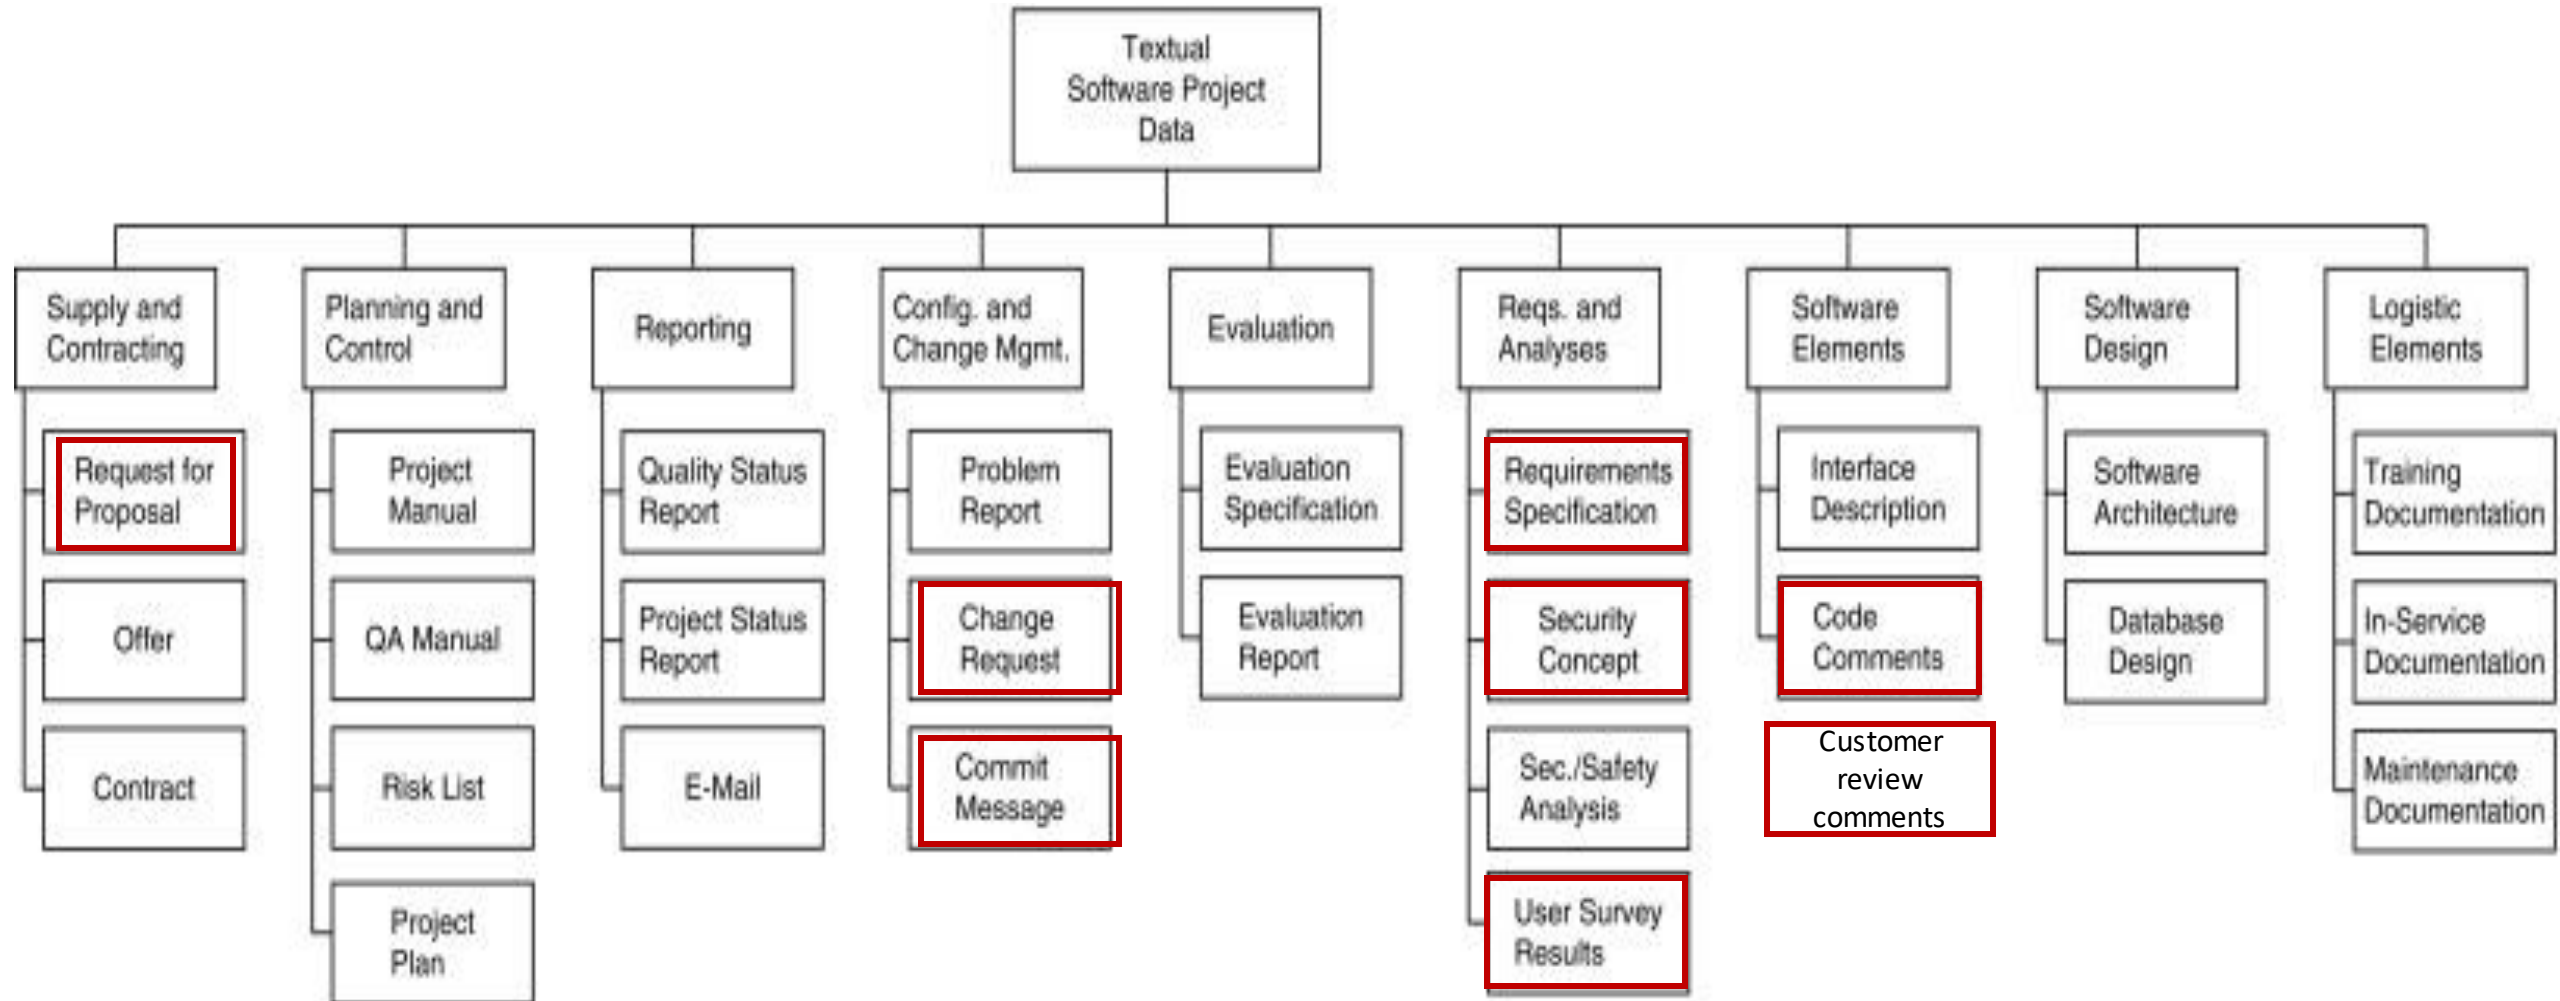 Textual
Software Project
Data
Supply and
Contracting
Planning and
Control
Reporting
Config. and
Change Mgmt.
Evaluation
Reqs. and
Analyses
Software
Elements
Software
Design
Logistic
Elements
Request for
Proposal
Offer
Contract
Project
Manual
QA Manual
Risk List
Project
Plan
Quality Status
Report
Project Status
Report
E-Mail
Problem
Report
Change
Request
Commit
Message
Evaluation
Specification
Evaluation
Report
Requirements
Specification
Security
Concept
Sec./Safety
Analysis
User Survey
Results
Interface
Description
Code
Comments
Customer
review
comments
Software
Architecture
Database
Design
Training
Documentation
In-Service
Documentation
Maintenance
Documentation